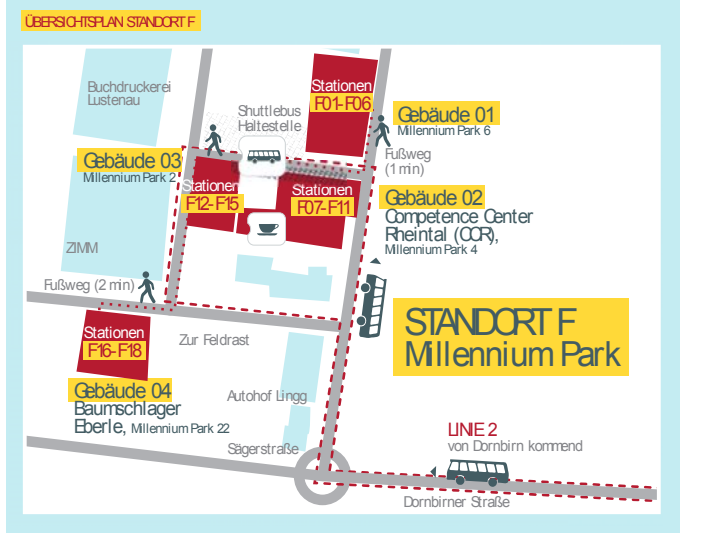 ÜBERSICHTSPLAN STANDORT F
Buchdruckerei
Lustenau
Stationen
F01-F06
Shuttlebus
Haltestelle
Gebäude 01
Millennium Park 6
Fußweg
(1 min)
Gebäude 03
Millennium Park 2
Stationen
F12-F15
Stationen
F07-F11
Gebäude 02
Competence Center
Rheintal (CCR),
Millennium Park 4
ZIMM
Fußweg (2 min)
STANDORT F
Millennium Park
Stationen
F16-F18
Zur Feldrast
Gebäude 04
Baumschlager
Eberle, Millennium Park 22
Autohof Lingg
Sägerstraße
LINIE 2
von Dornbirn kommend
Dornbirner Straße